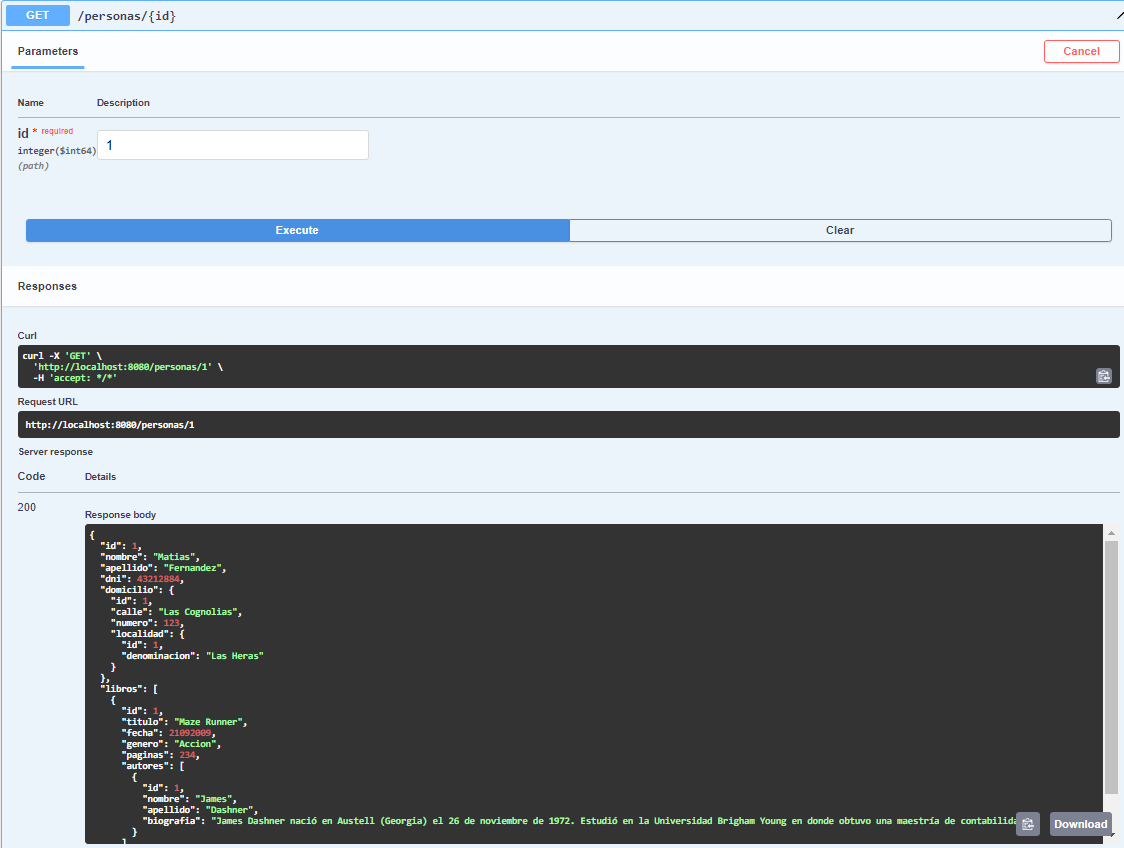 GET /personas/{id}
Parameters
Cancel
Name Description
id * required
integer($int64)
(path)
1
Execute Clear
Responses
Curl
curl -X 'GET' \
'http://localhost:8080/personas/1' \
-H 'accept: */*'
Request URL
http://localhost:8080/personas/1
Server response
Code Details
200
Response body
{
"id": 1,
"nombre": "Matias",
"apellido": "Fernandez",
"dni": 43212884,
"domicilio": {
"id": 1,
"calle": "Las Cognolias",
"numero": 123,
"localidad": {
"id": 1,
"denominacion": "Las Heras"
}
},
"libros": [
{
"id": 1,
"titulo": "Maze Runner",
"fecha": 21092009,
"genero": "Accion",
"paginas": 234,
"autores": [
{
"id": 1,
"nombre": "James",
"apellido": "Dashner",
"biografia": "James Dashner nació en Austell (Georgia) el 26 de noviembre de 1972. Estudió en la Universidad Brigham Young en donde obtuvo una maestría de contabilida
}
]
Download